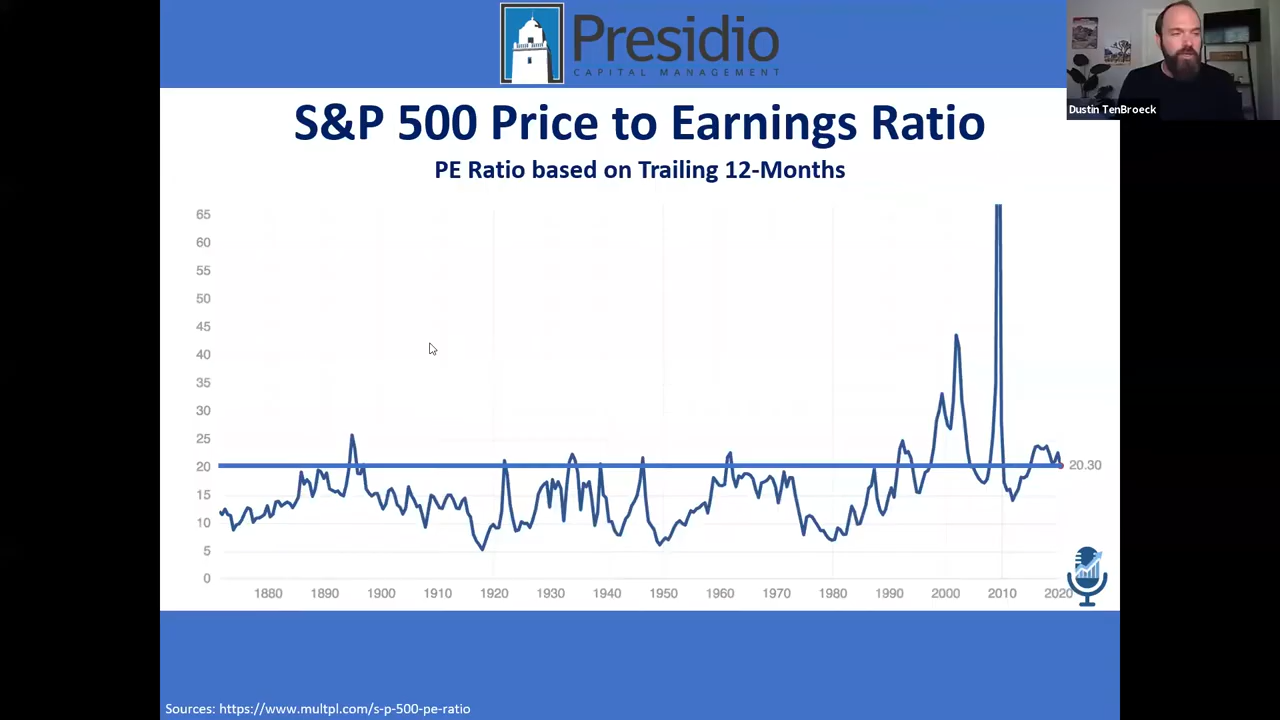 Presidio
CAPITAL MANAGEMENT
Dustin TenBroeck
S&P 500 Price to Earnings Ratio
PE Ratio based on Trailing 12-Months
65
60
55
50
45
40
35
30
25
20
15
10
5
0
20.30
1880 1890 1900 1910 1920 1930 1940 1950 1960 1970 1980 1990 2000 2010 2020
Sources: https://www.multpl.com/s-p-500-pe-ratio